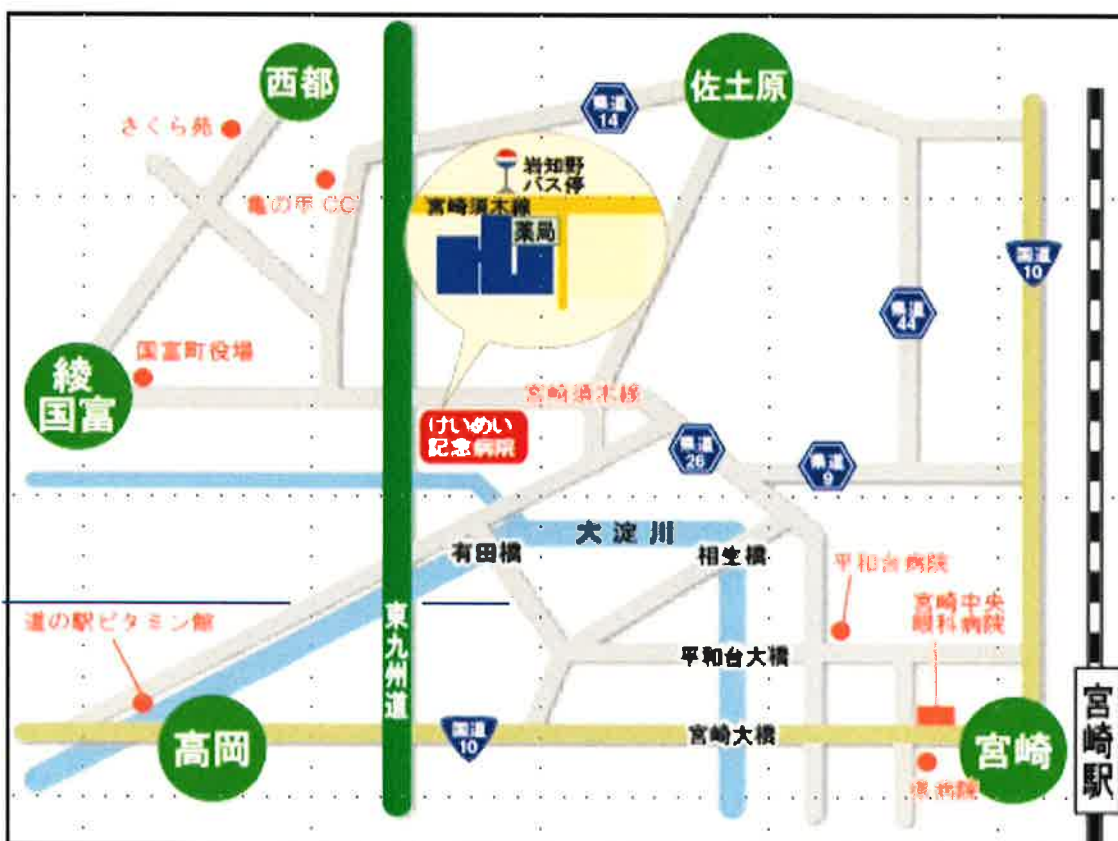 西都
佐土原
県道
14
さくら苑
亀の甲 CC
岩知野
バス停
宮崎須木線
薬局
国道
10
県道
44
国富町役場
綾
国富
宮崎須木線
けいめい
記念病院
県道
26
県道
9
大淀川
有田橋
相生橋
平和台病院
宮崎中央
眼科病院
道の駅ビタミン館
東九州道
平和台大橋
宮崎駅
高岡
国道
10
宮崎大橋
宮崎
県病院